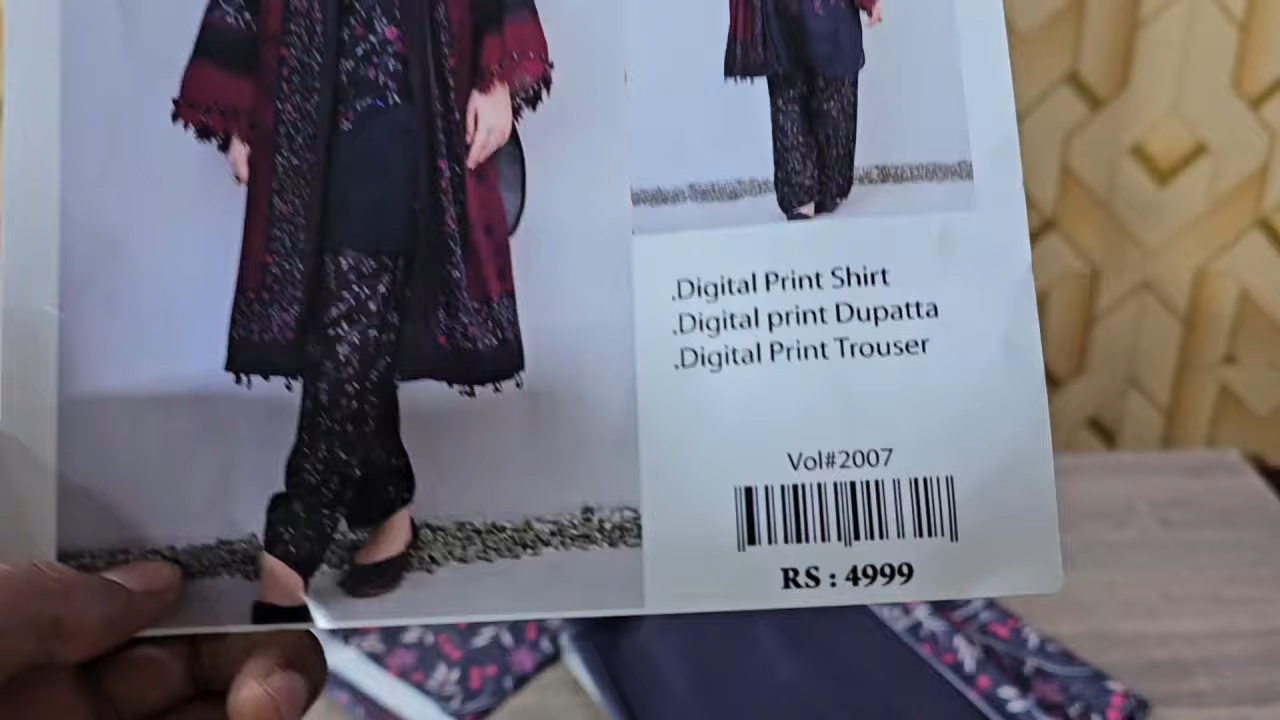 .Digital Print Shirt
.Digital print Dupatta
.Digital Print Trouser
Vol#2007
RS : 4999